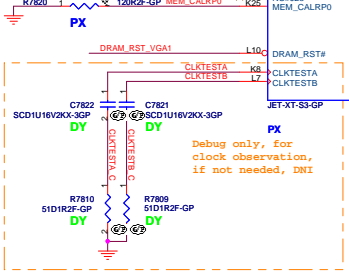 R7820 1 120R2F-GP MEM_CALRP0 K25 MEM_CALRP0
PX
DRAM_RST_VGA1 L10 DRAM_RST#
CLKTESTA K8 CLKTESTA
CLKTESTB L7 CLKTESTB
JET-XT-S3-GP
C7822 C7821
SCD1U16V2KX-3GP SCD1U16V2KX-3GP
DY DY
PX
Debug only, for
clock observation,
if not needed, DNI
CLKTESTA_C CLKTESTB_C
R7810 R7809
51D1R2F-GP 51D1R2F-GP
DY DY